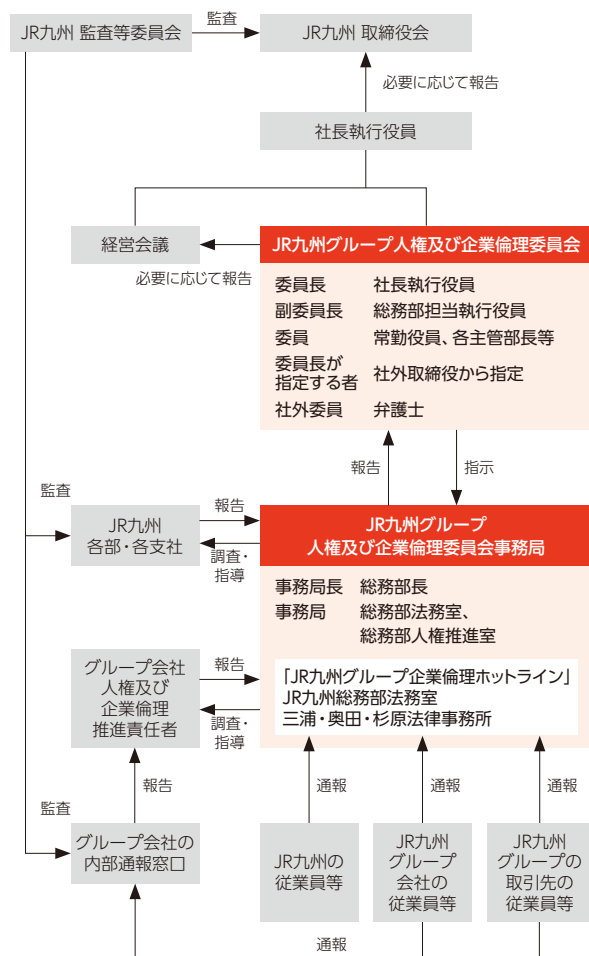 JR九州 監査等委員会
監査
JR九州 取締役会
必要に応じて報告
社長執行役員
経営会議
必要に応じて報告
JR九州グループ人権及び企業倫理委員会
委員長 社長執行役員
副委員長 総務部担当執行役員
委員 常勤役員、各主管部長等
委員長が
指定する者 社外取締役から指定
社外委員 弁護士
報告
指示
監査
JR九州
各部・各支社
報告
調査・
指導
JR九州グループ
人権及び企業倫理委員会事務局
事務局長 総務部長
事務局 総務部法務室、
総務部人権推進室
「JR九州グループ企業倫理ホットライン」
JR九州総務部法務室
三浦・奥田・杉原法律事務所
グループ会社
人権及び
企業倫理
推進責任者
報告
調査・
指導
報告
監査
グループ会社の
内部通報窓口
通報
通報
通報
JR九州の
従業員等
JR九州
グループ
会社の
従業員等
JR九州
グループの
取引先の
従業員等
通報